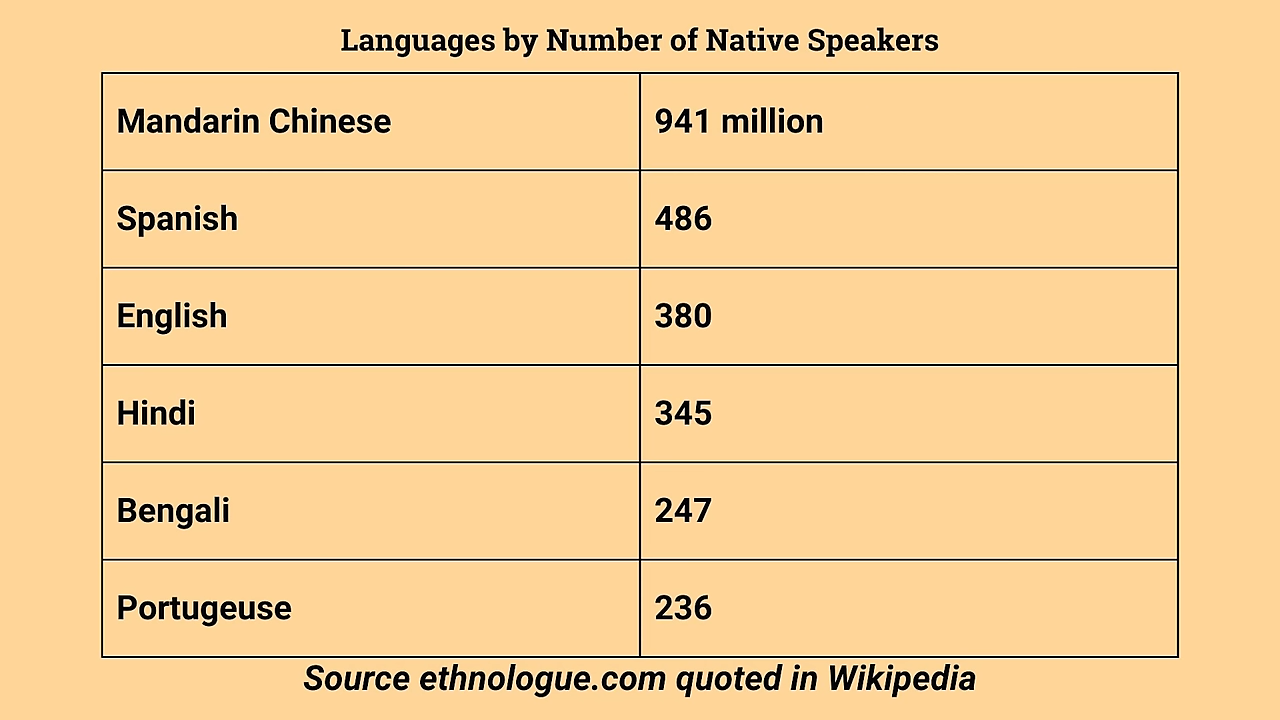 Languages by Number of Native Speakers
Mandarin Chinese 941 million
Spanish 486
English 380
Hindi 345
Bengali 247
Portugeuse 236
Source ethnologue.com quoted in Wikipedia